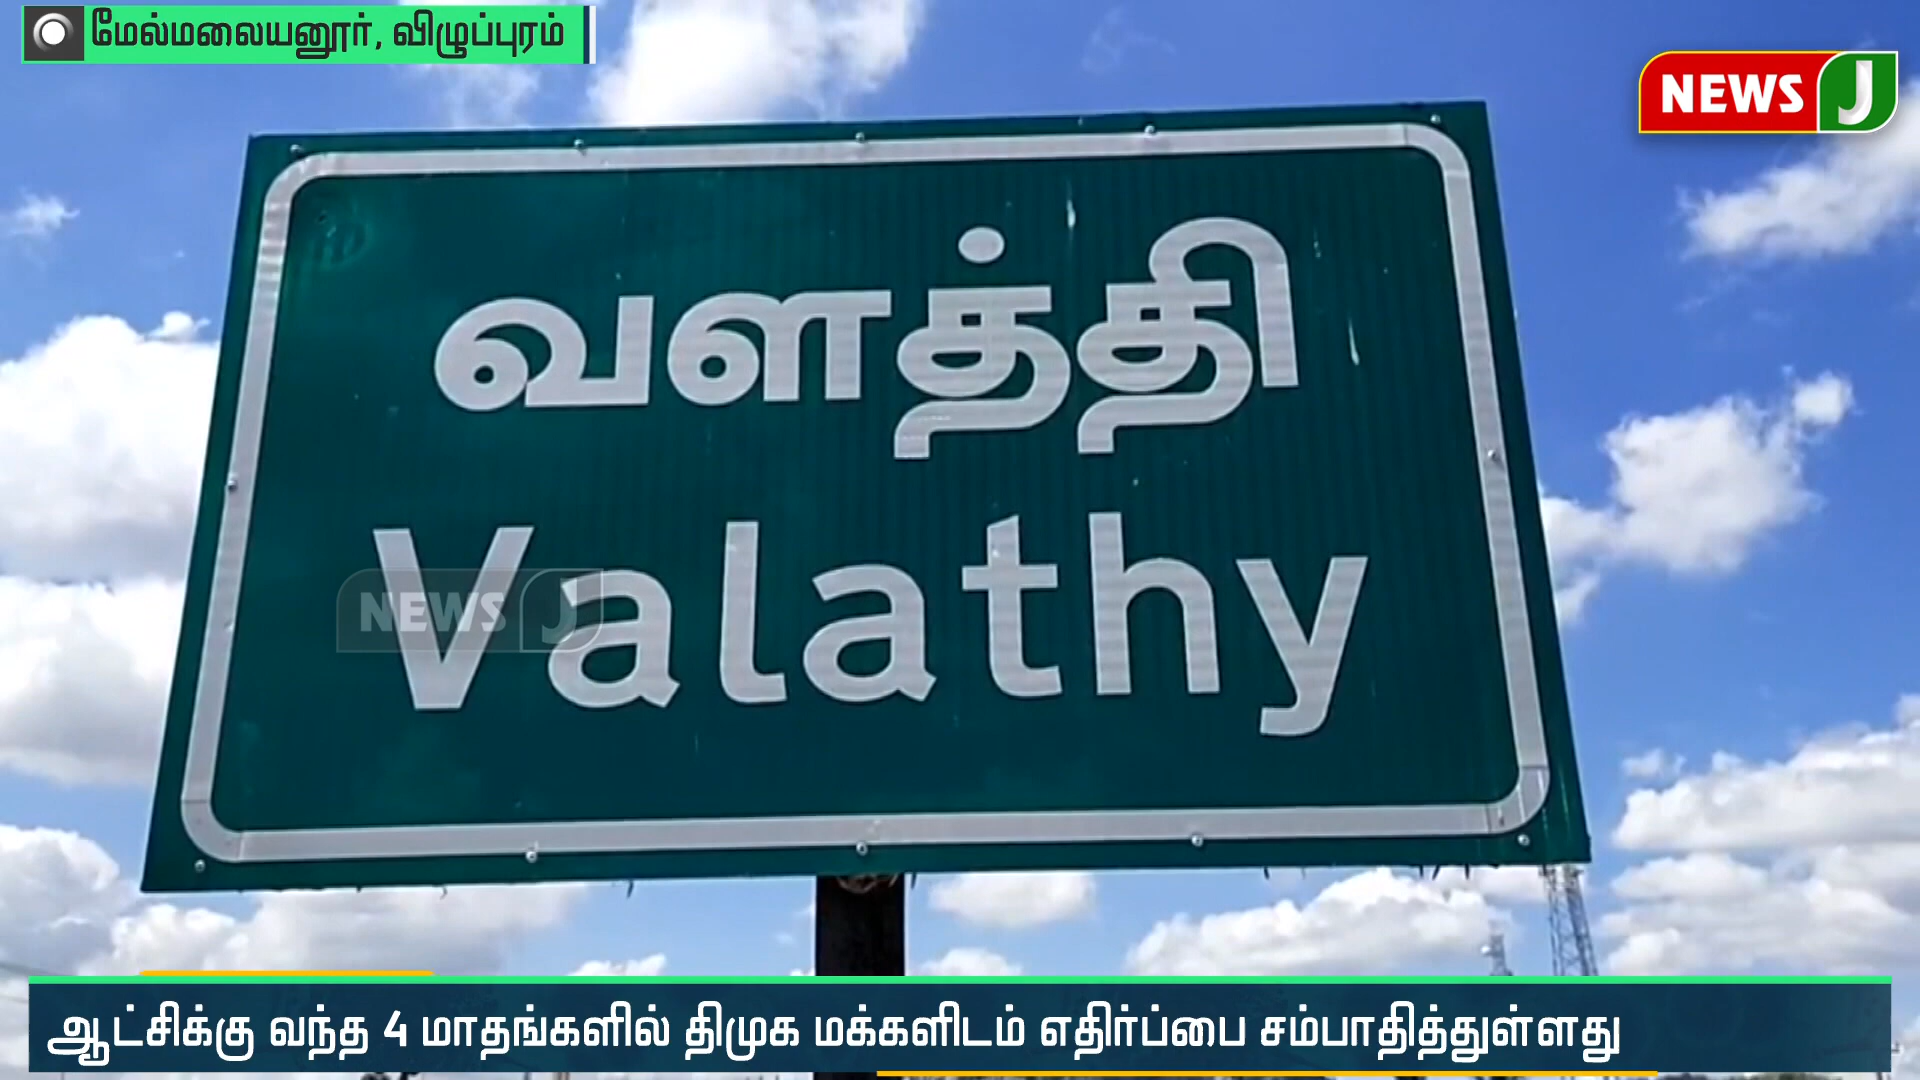 மேல்மலையனூர், விழுப்புரம்
NEWS J
வளத்தி
Valathy
NEWS J
ஆட்சிக்கு வந்த 4 மாதங்களில் திமுக மக்களிடம் எதிர்ப்பை சம்பாதித்துள்ளது